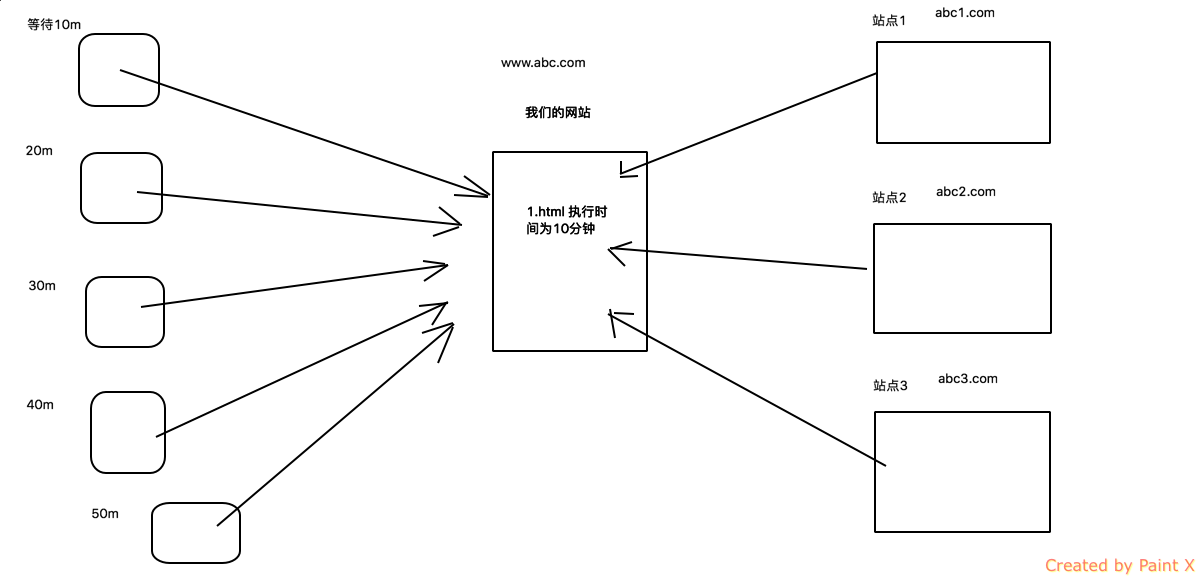 等待10m
20m
30m
40m
50m
www.abc.com
我们的网站
1.html 执行时
间为10分钟
站点1
abc1.com
站点2
abc2.com
站点3
abc3.com
Created by Paint X